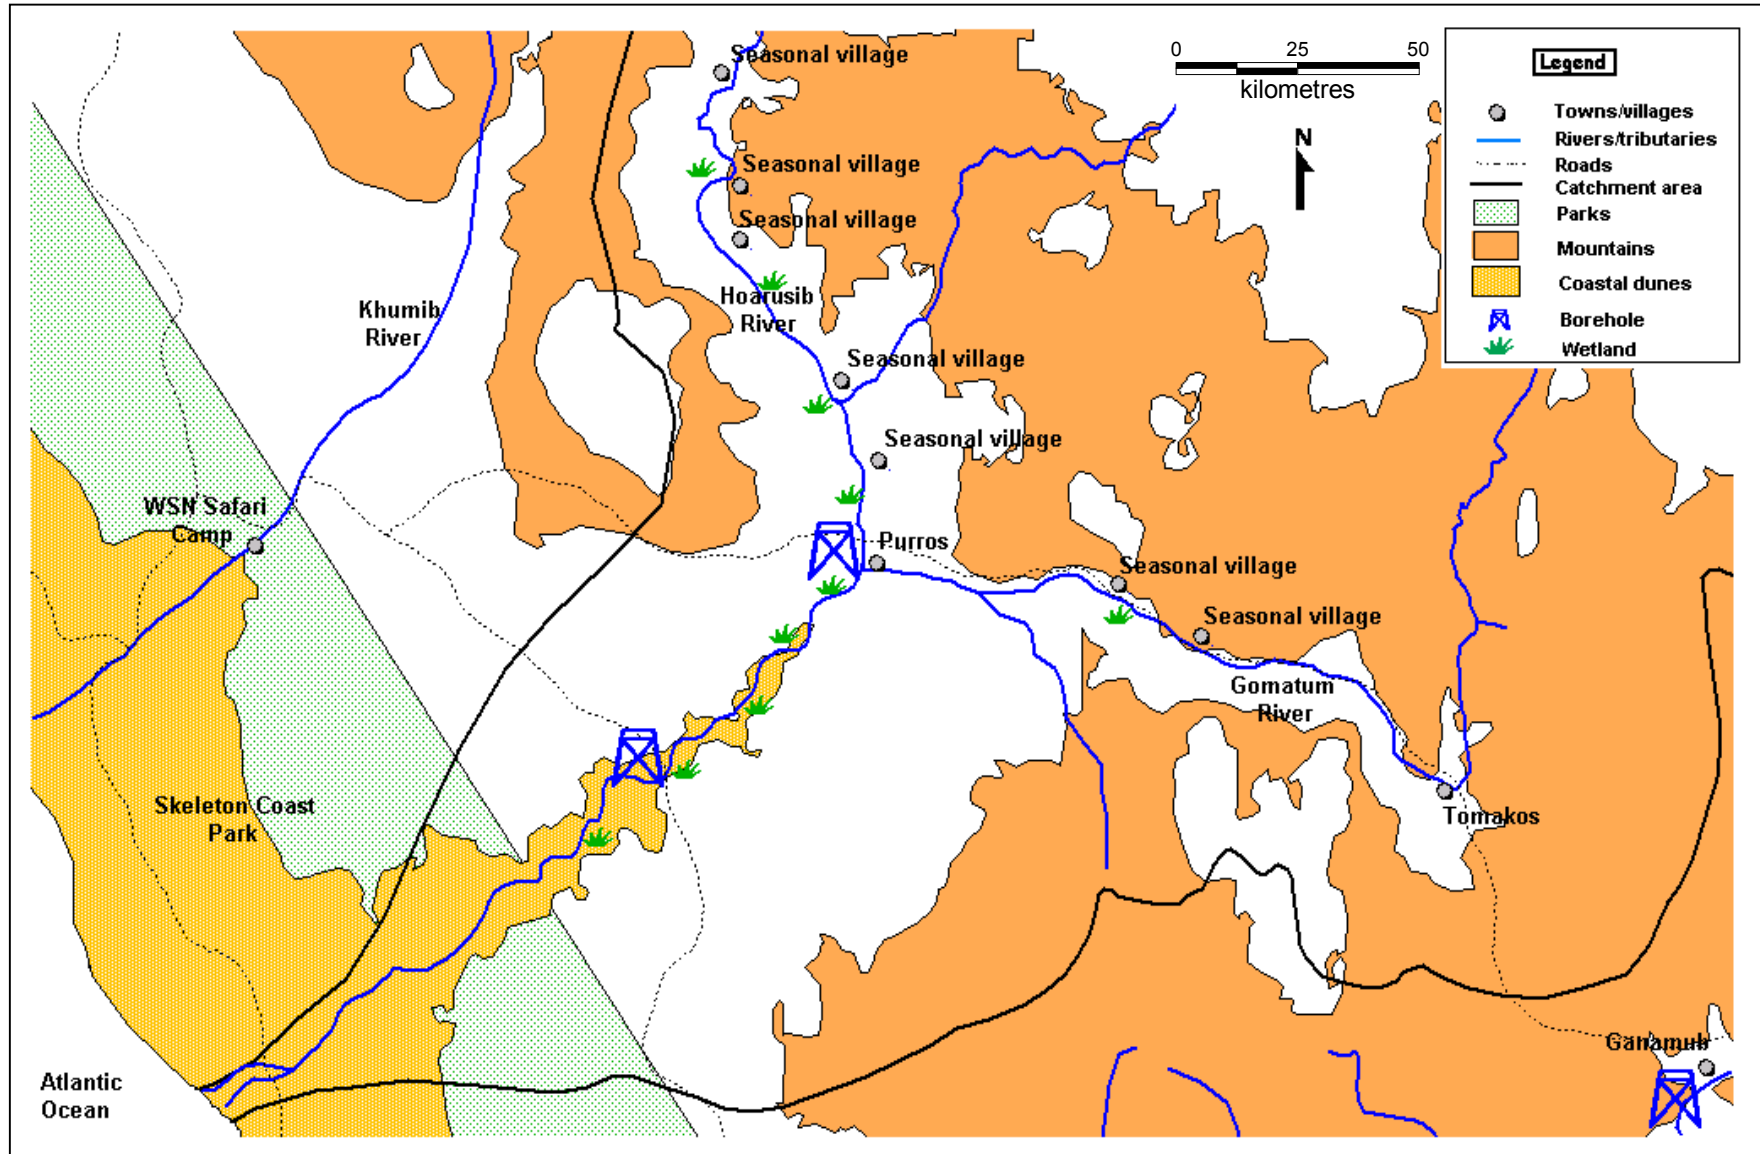 Seasonal village
0 25 50
kilometres
N
Legend
Towns/villages
Rivers/tributaries
Roads
Catchment area
Parks
Mountains
Coastal dunes
Borehole
Wetland
Seasonal village
Seasonal village
Khumib
River
Hoarusib
River
Seasonal village
Seasonal village
WSN Safari
Camp
Purros
Seasonal village
Seasonal village
Gomatum
River
Skeleton Coast
Park
Tomakos
Ganamub
Atlantic
Ocean